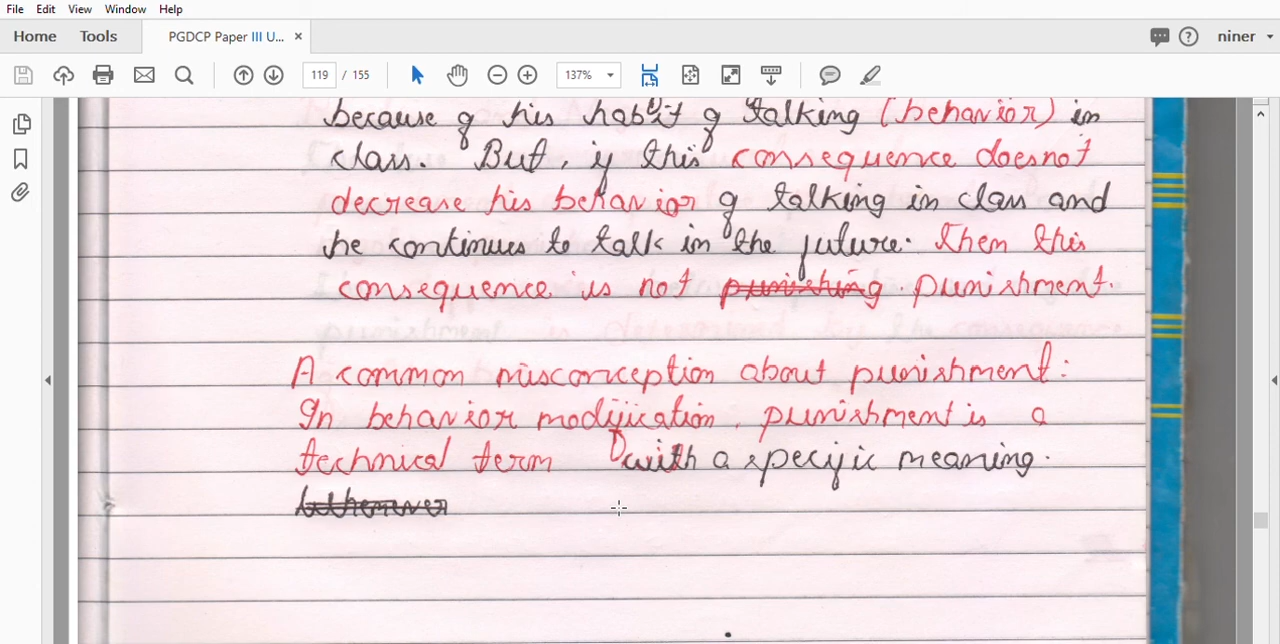 File Edit View Window Help
Home Tools PGDCP Paper III U... × niner
119 / 155 137%
because of his habit of talking (behavior) in
class. But, if this consequence doesnot
decrease his behavior of talking in class and
he continues to talk in the future. Then this
consequence is not punishing. punishment.
A common misconception about punishment:
In behavior modification, punishment is a
technical term with a specific meaning.